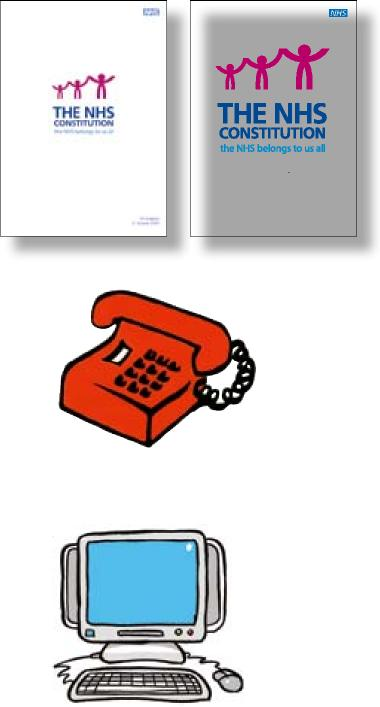 NHS
THE NHS
CONSTITUTION
the NHS belongs to us all
NHS
THE NHS
CONSTITUTION
the NHS belongs to us all